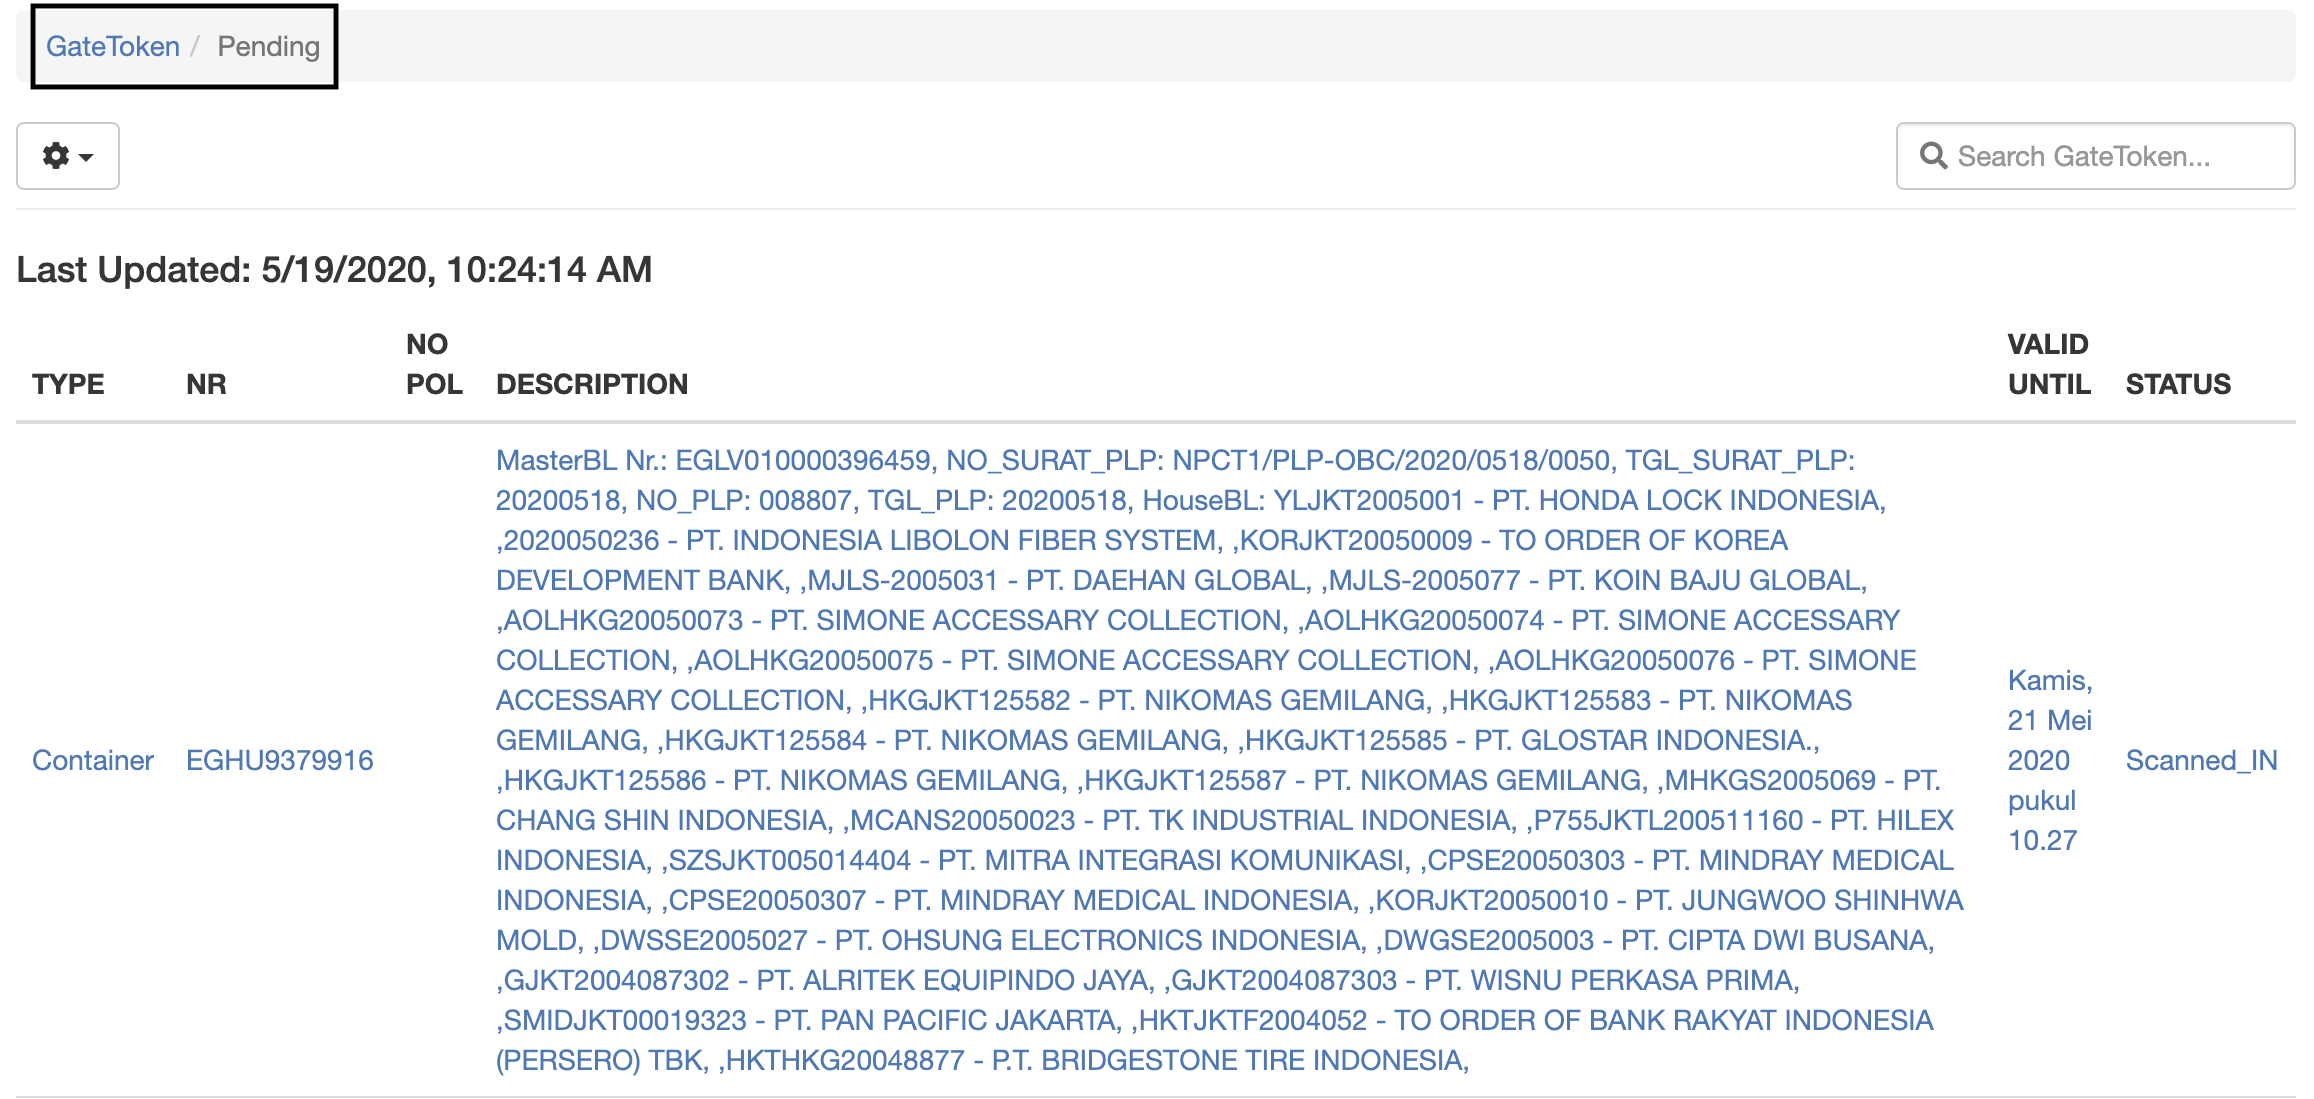 GateToken / Pending
Search GateToken...
Last Updated: 5/19/2020, 10:24:14 AM
TYPE NR NO POL DESCRIPTION VALID UNTIL STATUS
Container EGHU9379916
MasterBL Nr.: EGLV010000396459, NO_SURAT_PLP: NPCT1/PLP-OBC/2020/0518/0050, TGL_SURAT_PLP:
20200518, NO_PLP: 008807, TGL_PLP: 20200518, HouseBL: YLJKT2005001 - PT. HONDA LOCK INDONESIA,
,2020050236 - PT. INDONESIA LIBOLON FIBER SYSTEM, ,KORJKT20050009 - TO ORDER OF KOREA
DEVELOPMENT BANK, ,MJLS-2005031 - PT. DAEHAN GLOBAL, ,MJLS-2005077 - PT. KOIN BAJU GLOBAL,
,AOLHKG20050073 - PT. SIMONE ACCESSARY COLLECTION, ,AOLHKG20050074 - PT. SIMONE ACCESSARY
COLLECTION, ,AOLHKG20050075 - PT. SIMONE ACCESSARY COLLECTION, ,AOLHKG20050076 - PT. SIMONE
ACCESSARY COLLECTION, ,HKGJKT125582 - PT. NIKOMAS GEMILANG, ,HKGJKT125583 - PT. NIKOMAS
GEMILANG, ,HKGJKT125584 - PT. NIKOMAS GEMILANG, ,HKGJKT125585 - PT. GLOSTAR INDONESIA.,
,HKGJKT125586 - PT. NIKOMAS GEMILANG, ,HKGJKT125587 - PT. NIKOMAS GEMILANG, ,MHKGS2005069 - PT.
CHANG SHIN INDONESIA, ,MCANS20050023 - PT. TK INDUSTRIAL INDONESIA, ,P755JKTL200511160 - PT. HILEX
INDONESIA, ,SZSJKT005014404 - PT. MITRA INTEGRASI KOMUNIKASI, ,CPSE20050303 - PT. MINDRAY MEDICAL
INDONESIA, ,CPSE20050307 - PT. MINDRAY MEDICAL INDONESIA, ,KORJKT20050010 - PT. JUNGWOO SHINHWA
MOLD, ,DWSSE2005027 - PT. OHSUNG ELECTRONICS INDONESIA, ,DWGSE2005003 - PT. CIPTA DWI BUSANA,
,GJKT2004087302 - PT. ALRITEK EQUIPINDO JAYA, ,GJKT2004087303 - PT. WISNU PERKASA PRIMA,
,SMIDJKT00019323 - PT. PAN PACIFIC JAKARTA, ,HKTJKTF2004052 - TO ORDER OF BANK RAKYAT INDONESIA
(PERSERO) TBK, ,HKTHKG20048877 - P.T. BRIDGESTONE TIRE INDONESIA,
Kamis,
21 Mei
2020
pukul
10.27
Scanned_IN